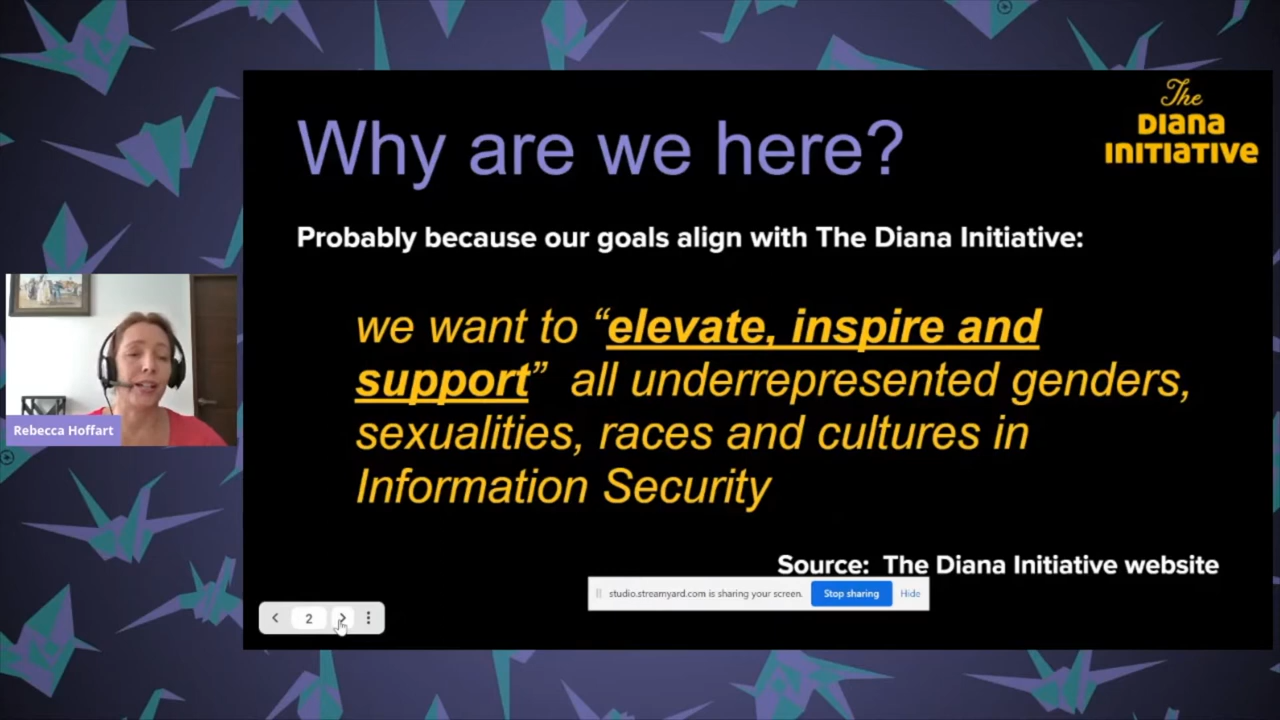 The
DIANA
INITIATIVE
Why are we here?
Probably because our goals align with The Diana Initiative:
we want to “elevate, inspire and
support”  all underrepresented genders,
sexualities, races and cultures in
Information Security
Source:  The Diana Initiative website
studio.streamyard.com is sharing your screen.
Stop sharing
Hide
2
Rebecca Hoffart